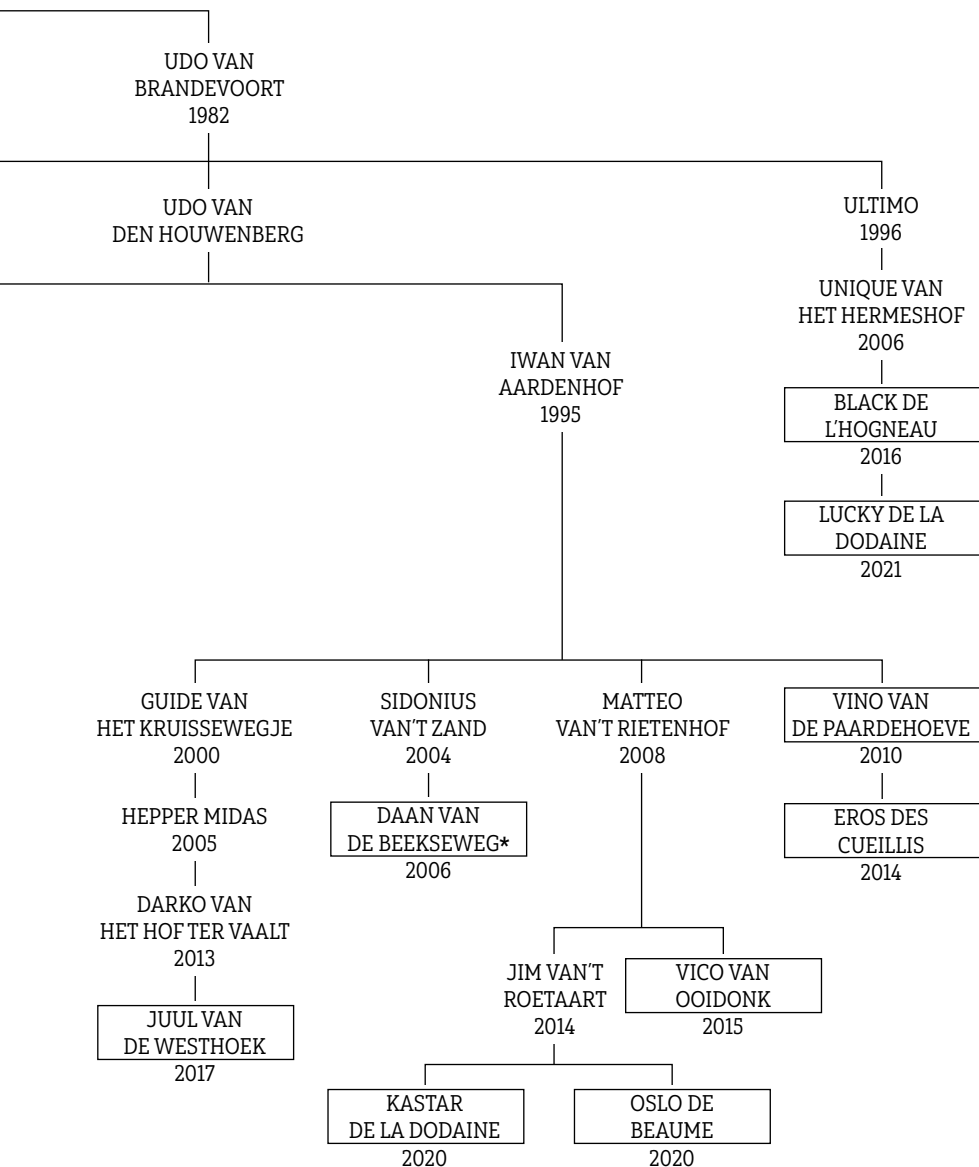 UDO VAN
BRANDEVOORT
1982
UDO VAN
DEN HOUWENBERG
ULTIMO
1996
UNIQUE VAN
HET HERMESHOF
2006
BLACK DE
L'HOGNEAU
2016
LUCKY DE LA
DODAINE
2021
IWAN VAN
AARDENHOF
1995
GUIDE VAN
HET KRUISSEWEGJE
2000
HEPPER MIDAS
2005
DARKO VAN
HET HOF TER VAALT
2013
JUUL VAN
DE WESTHOEK
2017
SIDONIUS
VAN'T ZAND
2004
DAAN VAN
DE BEEKSEWEG*
2006
MATTEO
VAN'T RIETENHOF
2008
JIM VAN'T
ROETAART
2014
KASTAR
DE LA DODAINE
2020
OSLO DE
BEAUME
2020
VICO VAN
OOIDONK
2015
VINO VAN
DE PAARDEHOEVE
2010
EROS DES
CUEILLIS
2014